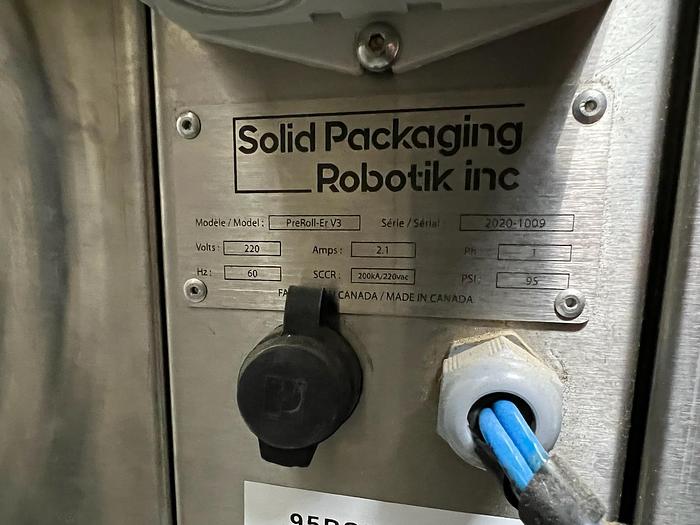 Solid Packaging
Robotik inc
Modèle / Model : PreRoll-Er V3 Série / Sérial : 2020-1009
Volts : 220 Amps : 2.1 Ph : 1
Hz : 60 SCCR : 200kA/220vac PSI : 95
CANADA / MADE IN CANADA